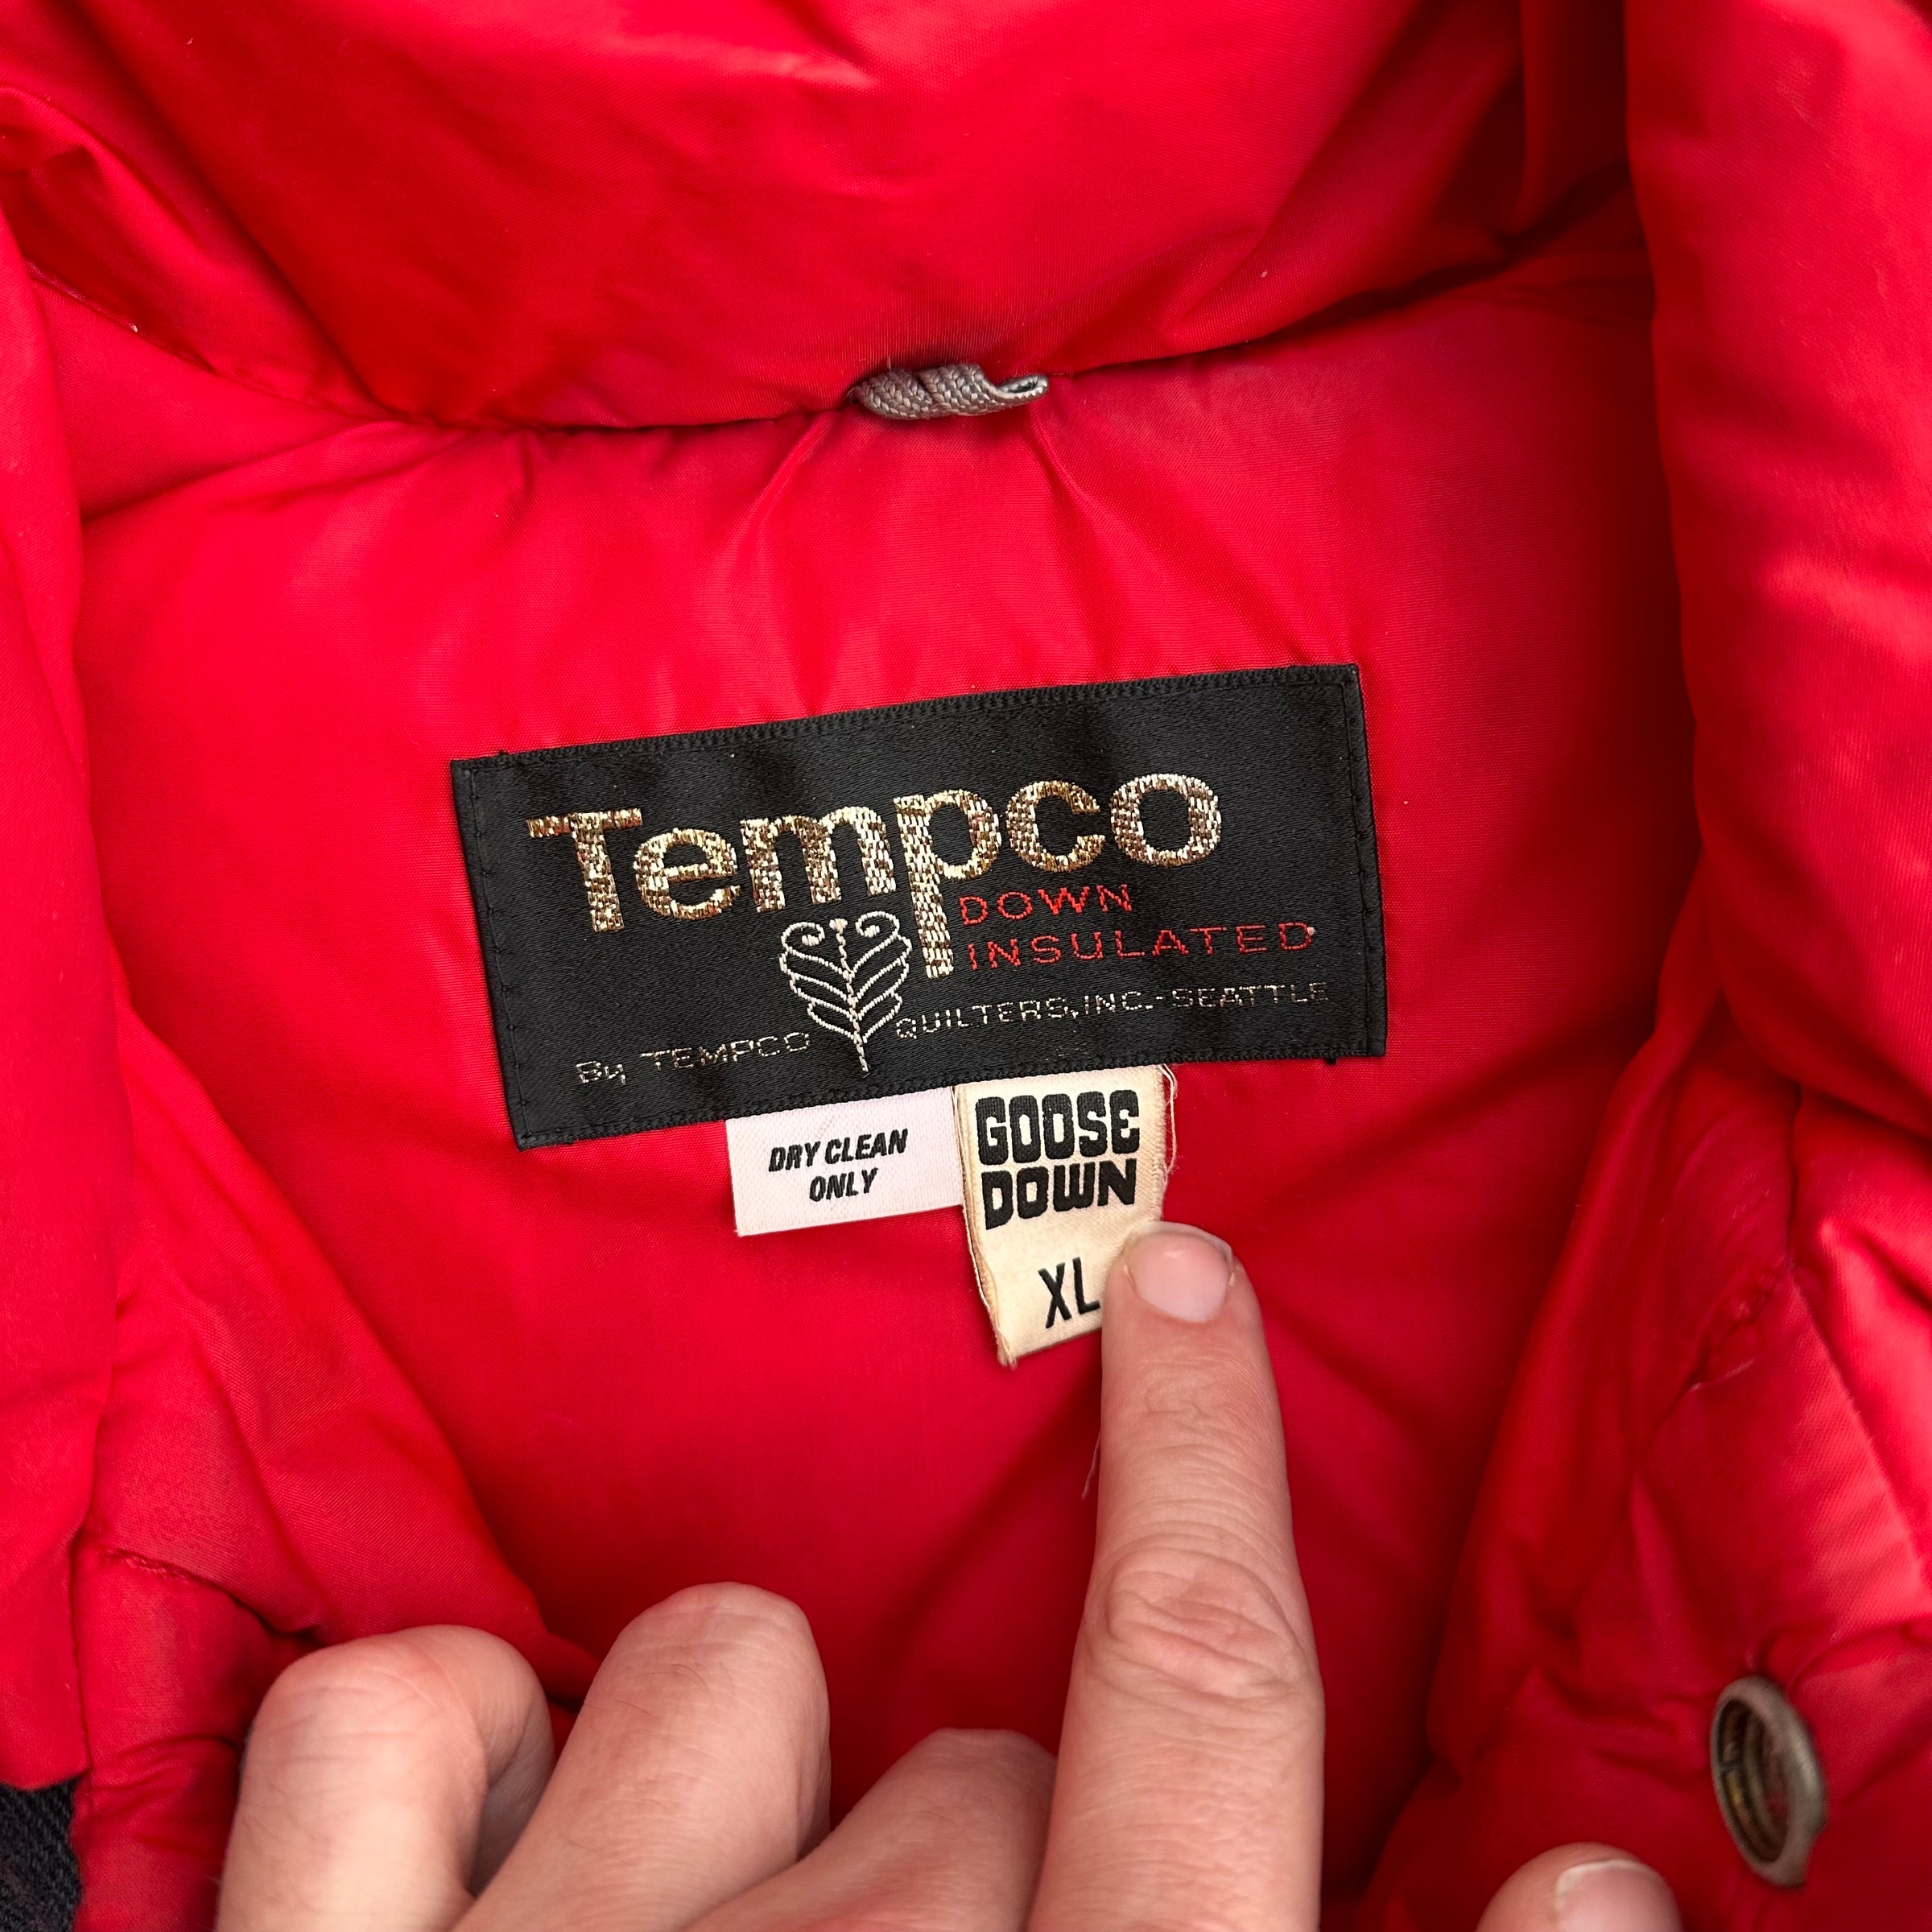 Tempco
DOWN
INSULATED
By TEMPCO QUILTERS, INC.-SEATTLE
DRY CLEAN
ONLY
GOOSE
DOWN
XL